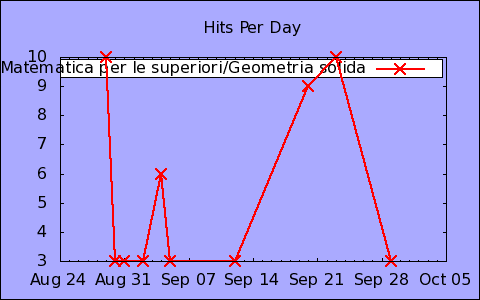 Hits Per Day
10
Matematica per le superiori/Geometria solida
9
8
7
6
5
4
3
Aug 24 Aug 31 Sep 07 Sep 14 Sep 21 Sep 28 Oct 05